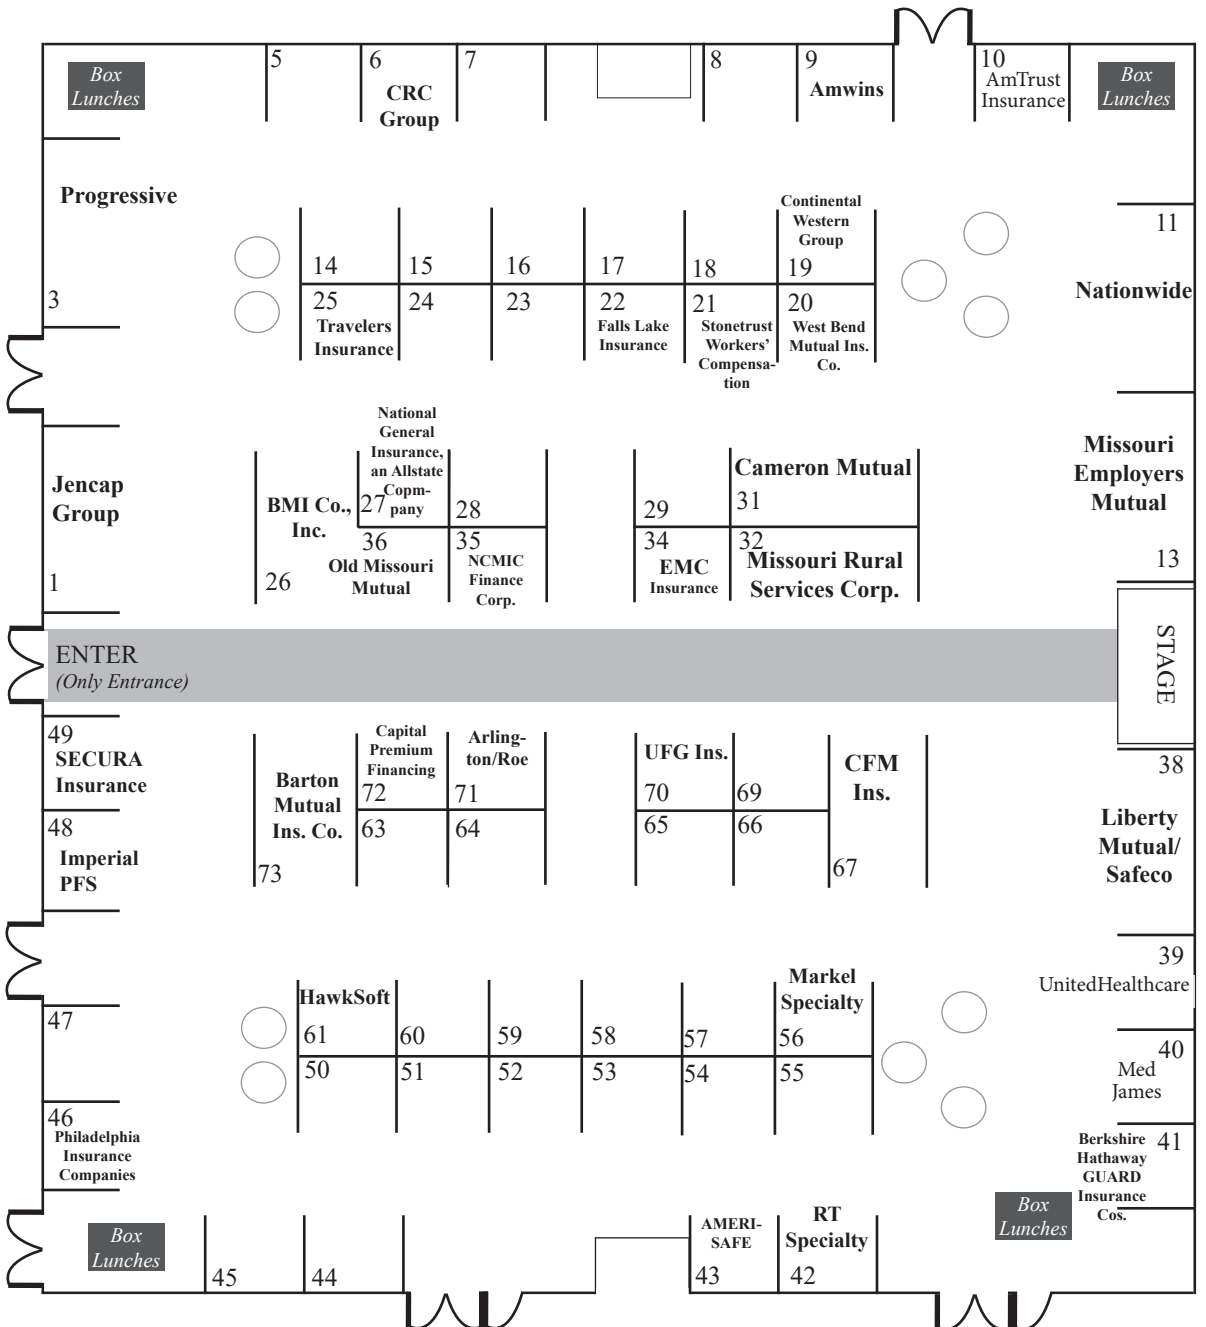 5
6
7
8
9
10
Box
Lunches
CRC
Group
Amwins
AmTrust
Insurance
Box
Lunches
Progressive
3
11
Nationwide
Continental
Western
Group
14
15
16
17
18
19
25
24
23
22
21
20
Travelers
Insurance
Falls Lake
Insurance
Stonetrust
Workers’
Compensa-
tion
West Bend
Mutual Ins.
Co.
Jencap
Group
1
BMI Co.,
Inc.
26
National
General
Insurance,
an Allstate
Copm-
pany
27
28
36
Old Missouri
Mutual
35
NCMIC
Finance
Corp.
29
Cameron Mutual
31
34
EMC
Insurance
32
Missouri Rural
Services Corp.
Missouri
Employers
Mutual
13
ENTER
(Only Entrance)
STAGE
49
SECURA
Insurance
48
Imperial
PFS
Barton
Mutual
Ins. Co.
73
Capital
Premium
Financing
72
Arling-
ton/Roe
71
63
64
UFG Ins.
70
69
65
66
CFM
Ins.
67
38
Liberty
Mutual/
Safeco
39
UnitedHealthcare
47
HawkSoft
61
60
59
58
57
Markel
Specialty
56
50
51
52
53
54
55
40
Med
James
46
Philadelphia
Insurance
Companies
41
Berkshire
Hathaway
GUARD
Insurance
Cos.
Box
Lunches
Box
Lunches
45
44
AMERI-
SAFE
43
RT
Specialty
42